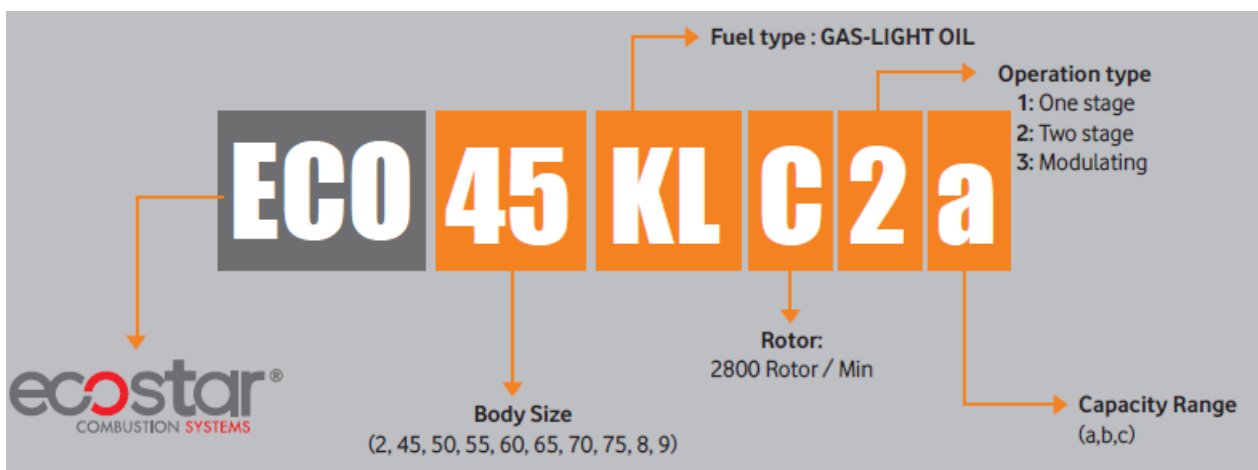 Fuel type : GAS-LIGHT OIL
Operation type
1: One stage
2: Two stage
3: Modulating
ECO 45 KL C 2 a
ecostar®
COMBUSTION SYSTEMS
Body Size
(2, 45, 50, 55, 60, 65, 70, 75, 8, 9)
Rotor:
2800 Rotor / Min
Capacity Range
(a,b,c)